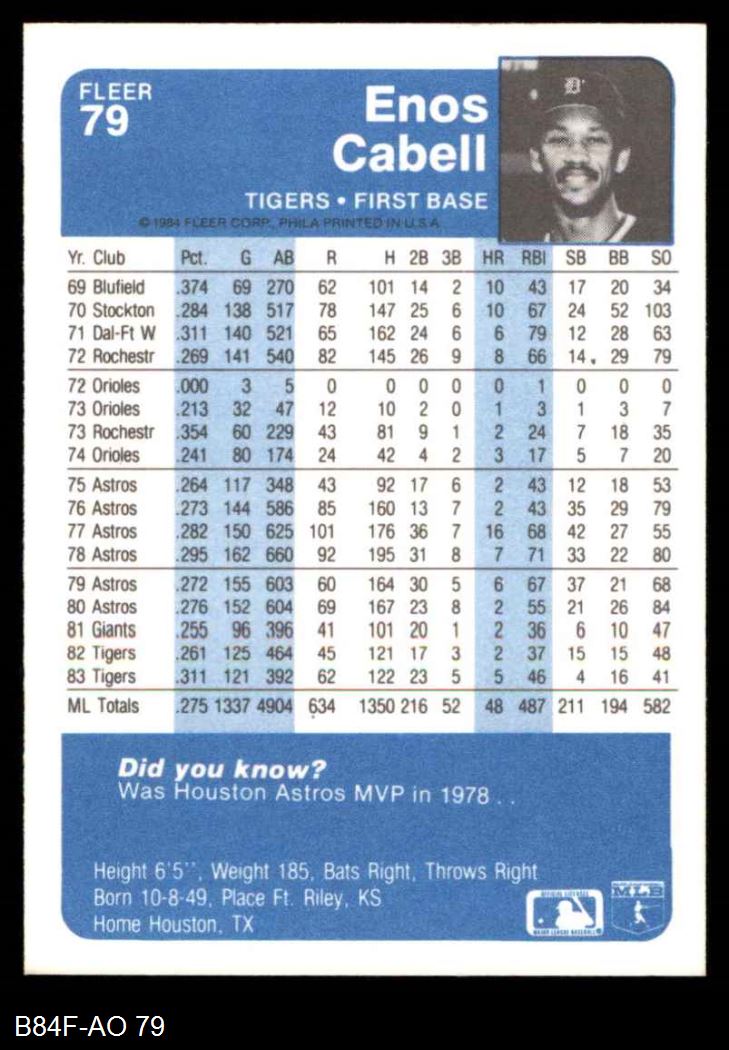 FLEER
79
Enos
Cabell
TIGERS • FIRST BASE
© 1984 FLEER CORP., PHILA PRINTED IN U.S.A.
Yr. Club Pct. G AB R H 2B 3B HR RBI SB BB SO
69 Blufield .374 69 270 62 101 14 2 10 43 17 20 34
70 Stockton .284 138 517 78 147 25 6 10 67 24 52 103
71 Dal-Ft W .311 140 521 65 162 24 6 6 79 12 28 63
72 Rochestr .269 141 540 82 145 26 9 8 66 14 29 79
72 Orioles .000 3 5 0 0 0 0 0 1 0 0 0
73 Orioles .213 32 47 12 10 2 0 1 3 1 3 7
73 Rochestr .354 60 229 43 81 9 1 2 24 7 18 35
74 Orioles .241 80 174 24 42 4 2 3 17 5 7 20
75 Astros .264 117 348 43 92 17 6 2 43 12 18 53
76 Astros .273 144 586 85 160 13 7 2 43 35 29 79
77 Astros .282 150 625 101 176 36 7 16 68 42 27 55
78 Astros .295 162 660 92 195 31 8 7 71 33 22 80
79 Astros .272 155 603 60 164 30 5 6 67 37 21 68
80 Astros .276 152 604 69 167 23 8 2 55 21 26 84
81 Giants .255 96 396 41 101 20 1 2 36 6 10 47
82 Tigers .261 125 464 45 121 17 3 2 37 15 15 48
83 Tigers .311 121 392 62 122 23 5 5 46 4 16 41
ML Totals .275 1337 4904 634 1350 216 52 48 487 211 194 582
Did you know?
Was Houston Astros MVP in 1978 . .
Height 6'5", Weight 185, Bats Right, Throws Right
Born 10-8-49, Place Ft. Riley, KS
Home Houston, TX
OFFICIAL LICENSEE
MAJOR LEAGUE BASEBALL
MLB
B84F-AO 79